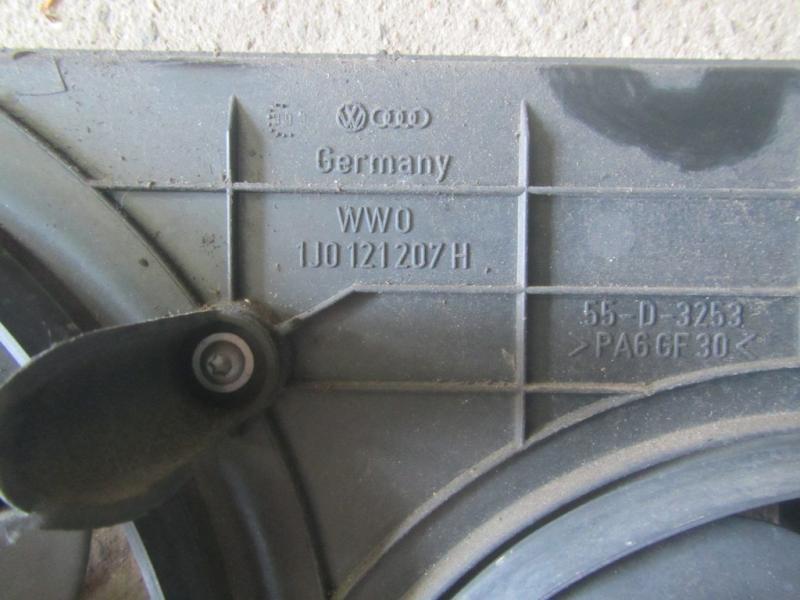 Germany
WWO
1J0 121 207 H
55-D-3253
>PA6 GF 30<